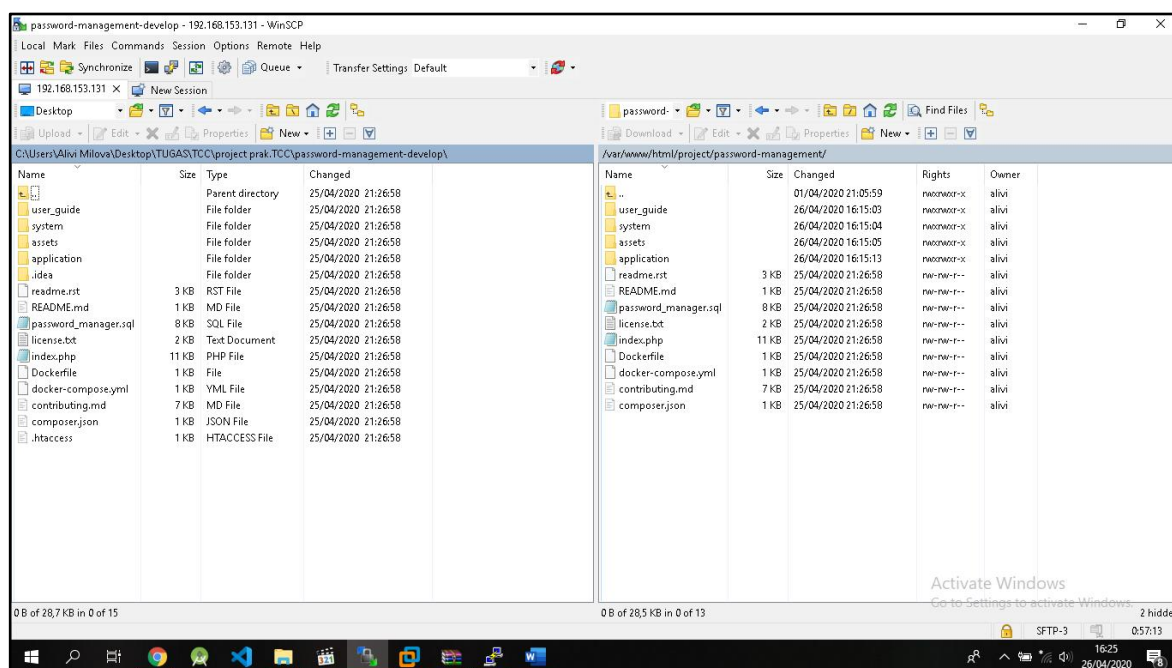 password-management-develop - 192.168.153.131 - WinSCP
Local Mark Files Commands Session Options Remote Help
Synchronize Queue Transfer Settings Default
192.168.153.131 × New Session
Desktop
Upload Edit Properties New
C:\Users\Alivi Milova\Desktop\TUGAS\TCC\project prak.TCC\password-management-develop\
Name Size Type Changed
.. Parent directory 25/04/2020 21:26:58
user_guide File folder 25/04/2020 21:26:58
system File folder 25/04/2020 21:26:58
assets File folder 25/04/2020 21:26:58
application File folder 25/04/2020 21:26:58
.idea File folder 25/04/2020 21:26:58
readme.rst 3 KB RST File 25/04/2020 21:26:58
README.md 1 KB MD File 25/04/2020 21:26:58
password_manager.sql 8 KB SQL File 25/04/2020 21:26:58
license.txt 2 KB Text Document 25/04/2020 21:26:58
index.php 11 KB PHP File 25/04/2020 21:26:58
Dockerfile 1 KB File 25/04/2020 21:26:58
docker-compose.yml 1 KB YML File 25/04/2020 21:26:58
contributing.md 7 KB MD File 25/04/2020 21:26:58
composer.json 1 KB JSON File 25/04/2020 21:26:58
.htaccess 1 KB HTACCESS File 25/04/2020 21:26:58
0 B of 28,7 KB in 0 of 15
password- Find Files
Download Edit Properties New
/var/www/html/project/password-management/
Name Size Changed Rights Owner
.. 01/04/2020 21:05:59 rwxrwxr-x alivi
user_guide 26/04/2020 16:15:03 rwxrwxr-x alivi
system 26/04/2020 16:15:04 rwxrwxr-x alivi
assets 26/04/2020 16:15:05 rwxrwxr-x alivi
application 26/04/2020 16:15:13 rwxrwxr-x alivi
readme.rst 3 KB 25/04/2020 21:26:58 rw-rw-r-- alivi
README.md 1 KB 25/04/2020 21:26:58 rw-rw-r-- alivi
password_manager.sql 8 KB 25/04/2020 21:26:58 rw-rw-r-- alivi
license.txt 2 KB 25/04/2020 21:26:58 rw-rw-r-- alivi
index.php 11 KB 25/04/2020 21:26:58 rw-rw-r-- alivi
Dockerfile 1 KB 25/04/2020 21:26:58 rw-rw-r-- alivi
docker-compose.yml 1 KB 25/04/2020 21:26:58 rw-rw-r-- alivi
contributing.md 7 KB 25/04/2020 21:26:58 rw-rw-r-- alivi
composer.json 1 KB 25/04/2020 21:26:58 rw-rw-r-- alivi
Activate Windows
Go to Settings to activate Windows.
0 B of 28,5 KB in 0 of 13 2 hidde
SFTP-3 0:57:13
16:25
26/04/2020